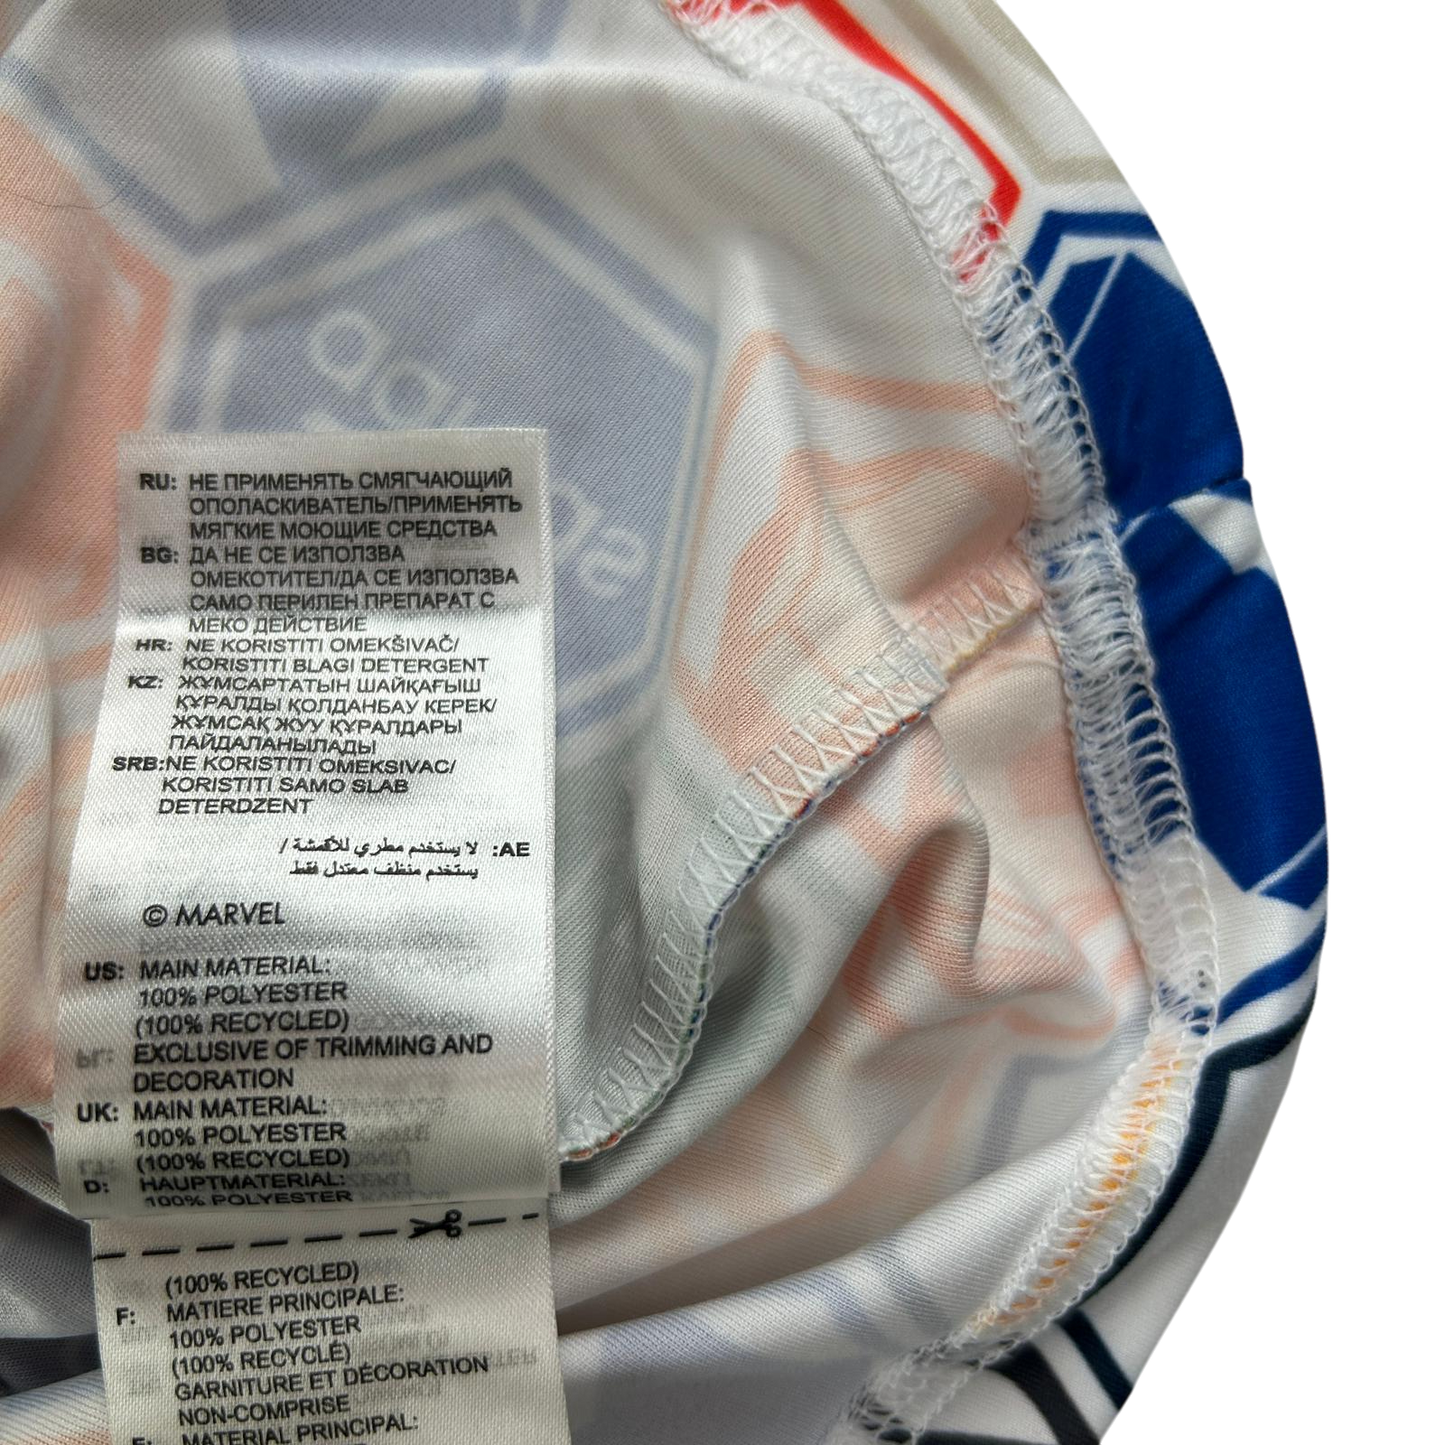 RU: НЕ ПРИМЕНЯТЬ СМЯГЧАЮЩИЙ
ОПОЛАСКИВАТЕЛЬ/ПРИМЕНЯТЬ
МЯГКИЕ МОЮЩИЕ СРЕДСТВА
BG: ДА НЕ СЕ ИЗПОЛЗВА
ОМЕКОТИТЕЛ/ДА СЕ ИЗПОЛЗВА
САМО ПЕРИЛЕН ПРЕПАРАТ С
МЕКО ДЕЙСТВИЕ
HR: NE KORISTITI OMEKŠIVAČ/
KORISTITI BLAGI DETERGENT
KZ: ЖҰМСАРТАТЫН ШАЙҚАҒЫШ
ҚҰРАЛДЫ ҚОЛДАНБАУ КЕРЕК/
ЖҰМСАҚ ЖУУ ҚҰРАЛДАРЫ
ПАЙДАЛАНЫЛАДЫ
SRB: NE KORISTITI OMEKSIVAC/
KORISTITI SAMO SLAB
DETERDZENT
AE: لا يستخدم مطري للأقمشة /
يستخدم منظف معتدل فقط
© MARVEL
US: MAIN MATERIAL:
100% POLYESTER
(100% RECYCLED)
EXCLUSIVE OF TRIMMING AND
DECORATION
UK: MAIN MATERIAL:
100% POLYESTER
(100% RECYCLED)
D: HAUPTMATERIAL:
100% POLYESTER
(100% RECYCLED)
F: MATIERE PRINCIPALE:
100% POLYESTER
(100% RECYCLÉ)
GARNITURE ET DÉCORATION
NON-COMPRISE
E: MATERIAL PRINCIPAL: